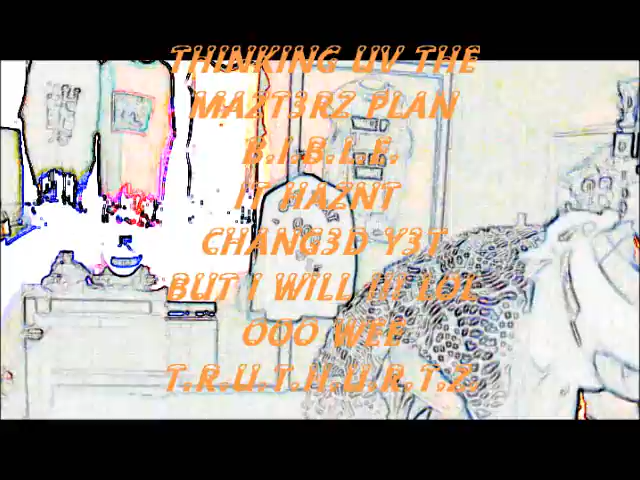 THINKING UV THE
MAZT3RZ PLAN
B.I.B.L.E.
IT HAZNT
CHANG3D Y3T
BUT I WILL !!! LOL
OOO WEE
T.R.U.T.H.U.R.T.Z.